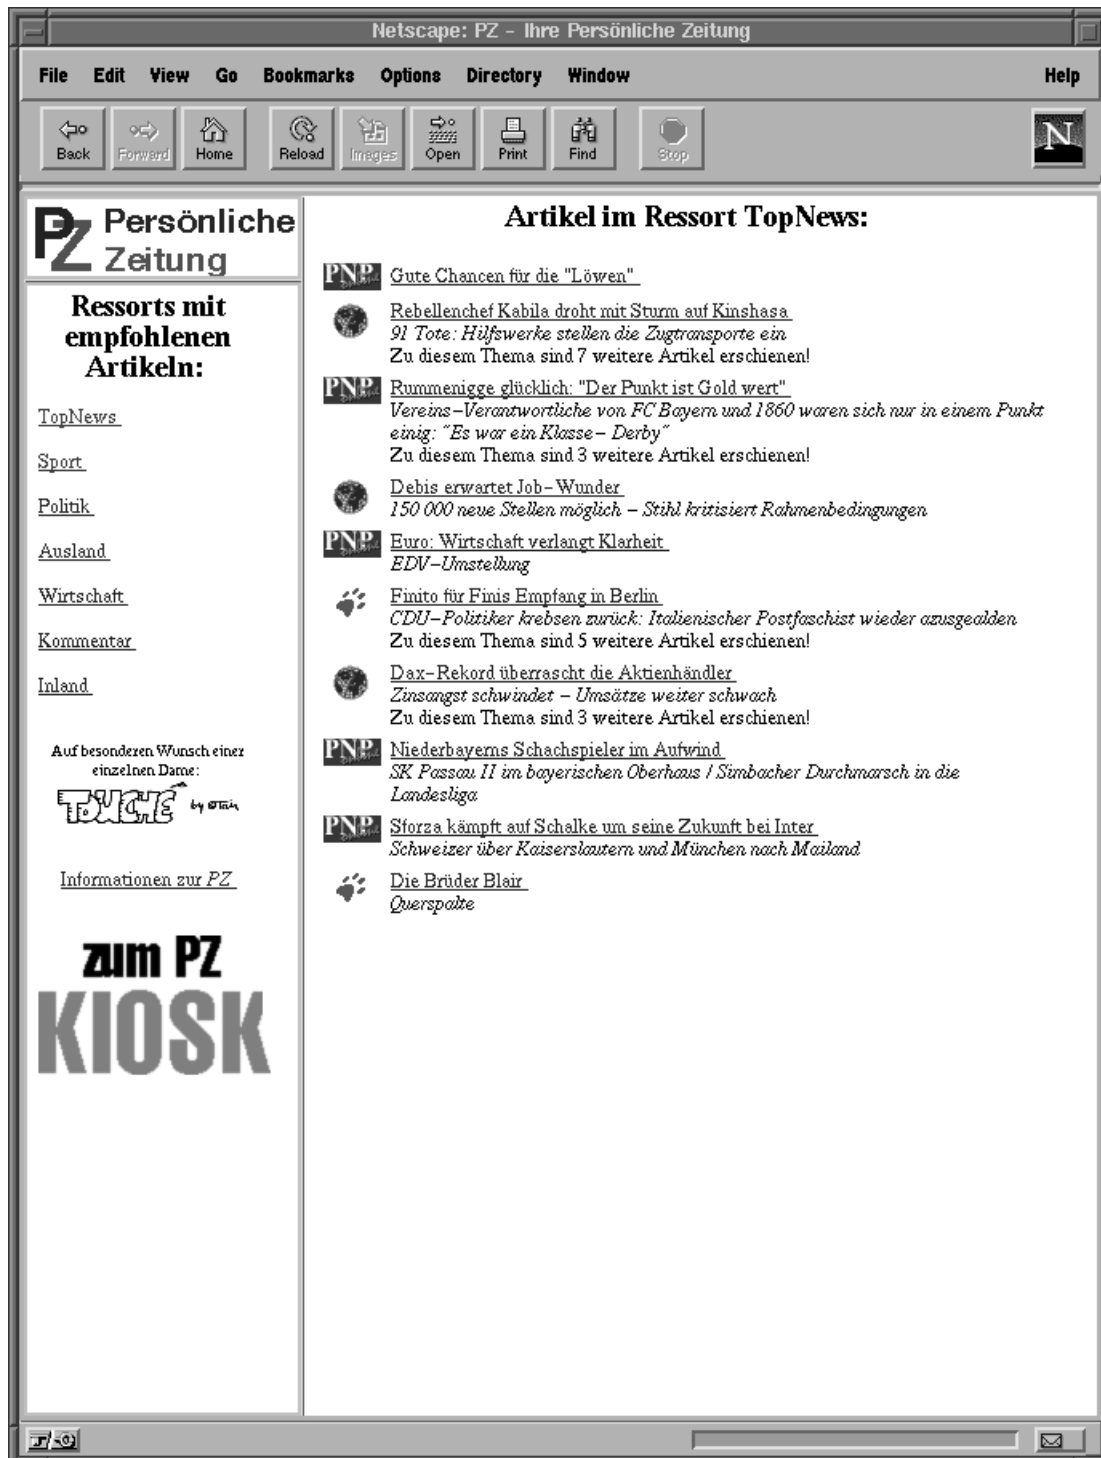 Netscape: PZ - Ihre Persönliche Zeitung
File Edit View Go Bookmarks Options Directory Window Help
Back Forward Home Reload Images Open Print Find Stop
N
PZ Persönliche
Zeitung
Ressorts mit
empfohlenen
Artikeln:
TopNews
Sport
Politik
Ausland
Wirtschaft
Kommentar
Inland
Auf besonderen Wunsch einer
einzelnen Dame:
TOUCHÉ by ©TOM
Informationen zur PZ
zum PZ
KIOSK
Artikel im Ressort TopNews:
PNP Gute Chancen für die "Löwen"
Rebellenchef Kabila droht mit Sturm auf Kinshasa
91 Tote: Hilfswerke stellen die Zugtransporte ein
Zu diesem Thema sind 7 weitere Artikel erschienen!
PNP Rummenigge glücklich: "Der Punkt ist Gold wert"
Vereins-Verantwortliche von FC Bayern und 1860 waren sich nur in einem Punkt
einig: "Es war ein Klasse- Derby"
Zu diesem Thema sind 3 weitere Artikel erschienen!
Debis erwartet Job-Wunder
150 000 neue Stellen möglich - Stihl kritisiert Rahmenbedingungen
PNP Euro: Wirtschaft verlangt Klarheit
EDV-Umstellung
Finito für Finis Empfang in Berlin
CDU-Politiker krebsen zurück: Italienischer Postfaschist wieder azusgealden
Zu diesem Thema sind 5 weitere Artikel erschienen!
Dax-Rekord überrascht die Aktienhändler
Zinsangst schwindet - Umsätze weiter schwach
Zu diesem Thema sind 3 weitere Artikel erschienen!
PNP Niederbayerns Schachspieler im Aufwind
SK Passau II im bayerischen Oberhaus / Simbacher Durchmarsch in die
Landesliga
PNP Sforza kämpft auf Schalke um seine Zukunft bei Inter
Schweizer über Kaiserslautern und München nach Mailand
Die Brüder Blair
Querspalte